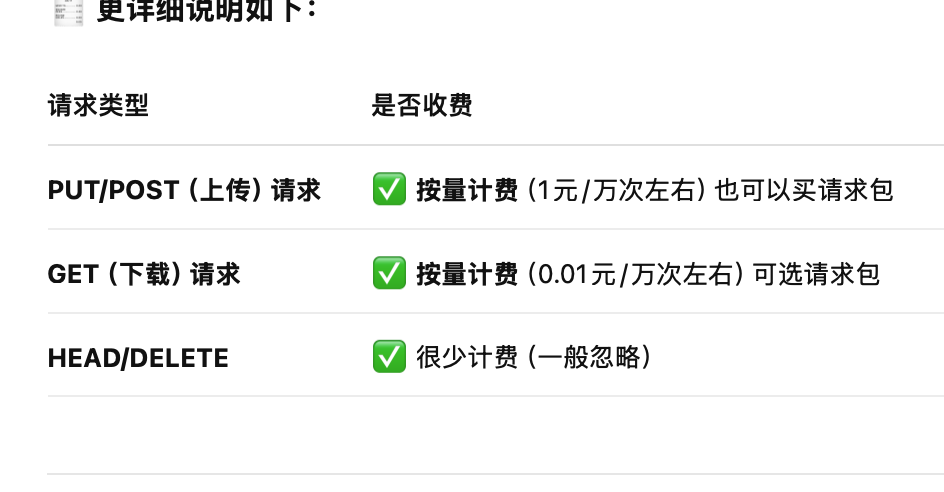 更详细说明如下：
请求类型 是否收费
PUT/POST（上传）请求 ✅ 按量计费（1元/万次左右）也可以买请求包
GET（下载）请求 ✅ 按量计费（0.01元/万次左右）可选请求包
HEAD/DELETE ✅ 很少计费（一般忽略）